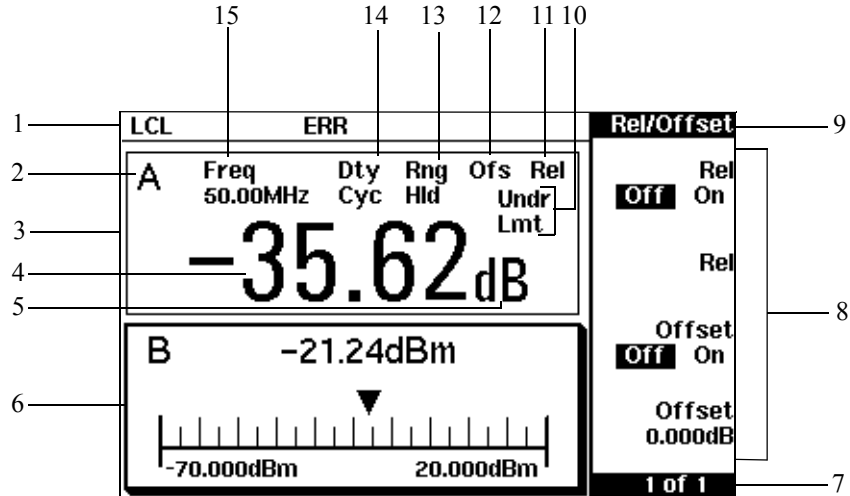 15 14 13 12 11 10
1 LCL ERR Rel/Offset 9
2 A Freq Dty Rng Ofs Rel Rel
50.00MHz Cyc Hld Undr Off On
Lmt
3
4 -35.62dB Rel
5
8
Offset
B -21.24dBm Off On
6
Offset
0.000dB
-70.000dBm 20.000dBm
1 of 1 7